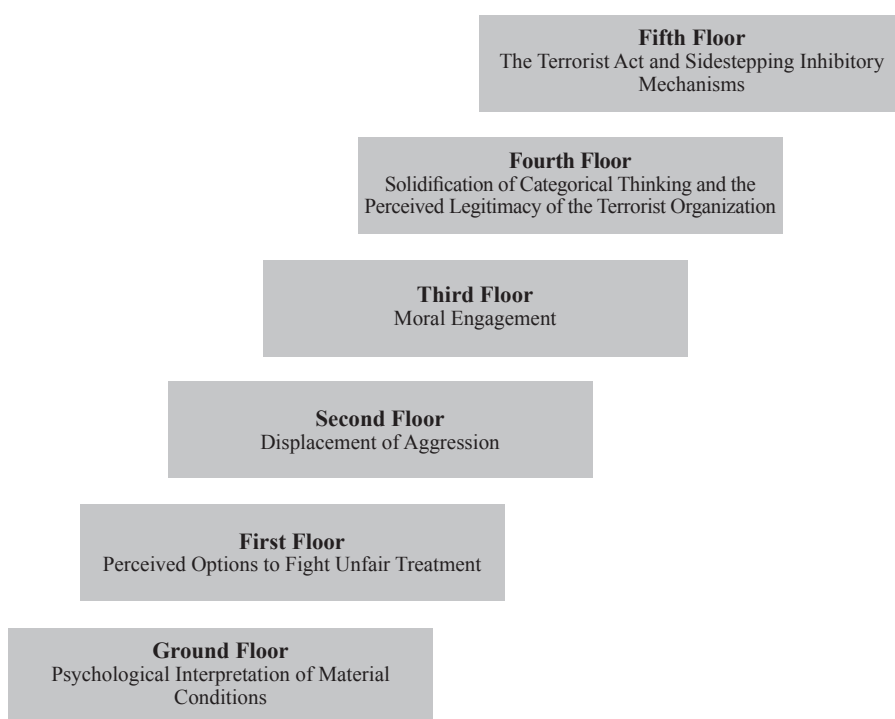 Fifth Floor
The Terrorist Act and Sidestepping Inhibitory
Mechanisms
Fourth Floor
Solidification of Categorical Thinking and the
Perceived Legitimacy of the Terrorist Organization
Third Floor
Moral Engagement
Second Floor
Displacement of Aggression
First Floor
Perceived Options to Fight Unfair Treatment
Ground Floor
Psychological Interpretation of Material
Conditions